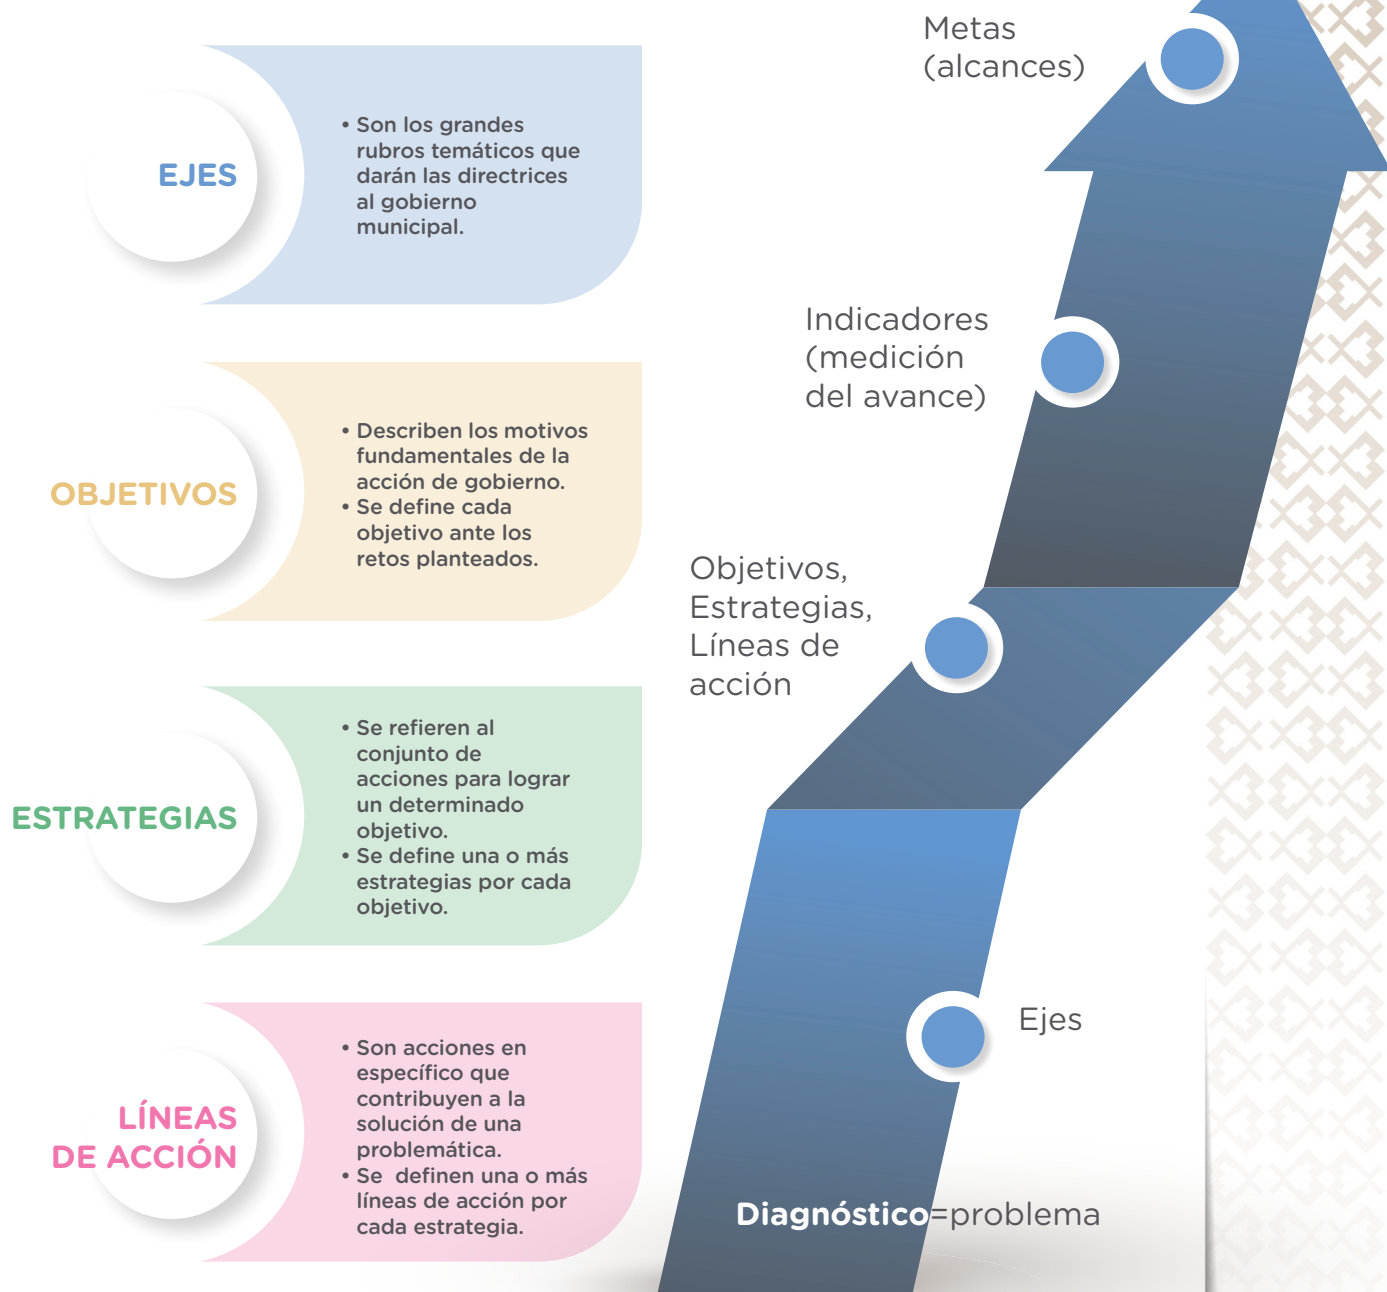 EJES
• Son los grandes
rubros temáticos que
darán las directrices
al gobierno
municipal.
OBJETIVOS
• Describen los motivos
fundamentales de la
acción de gobierno.
• Se define cada
objetivo ante los
retos planteados.
ESTRATEGIAS
• Se refieren al
conjunto de
acciones para lograr
un determinado
objetivo.
• Se define una o más
estrategias por cada
objetivo.
LÍNEAS
DE ACCIÓN
• Son acciones en
específico que
contribuyen a la
solución de una
problemática.
• Se definen una o más
líneas de acción por
cada estrategia.
Metas
(alcances)
Indicadores
(medición
del avance)
Objetivos,
Estrategias,
Líneas de
acción
Ejes
Diagnóstico=problema